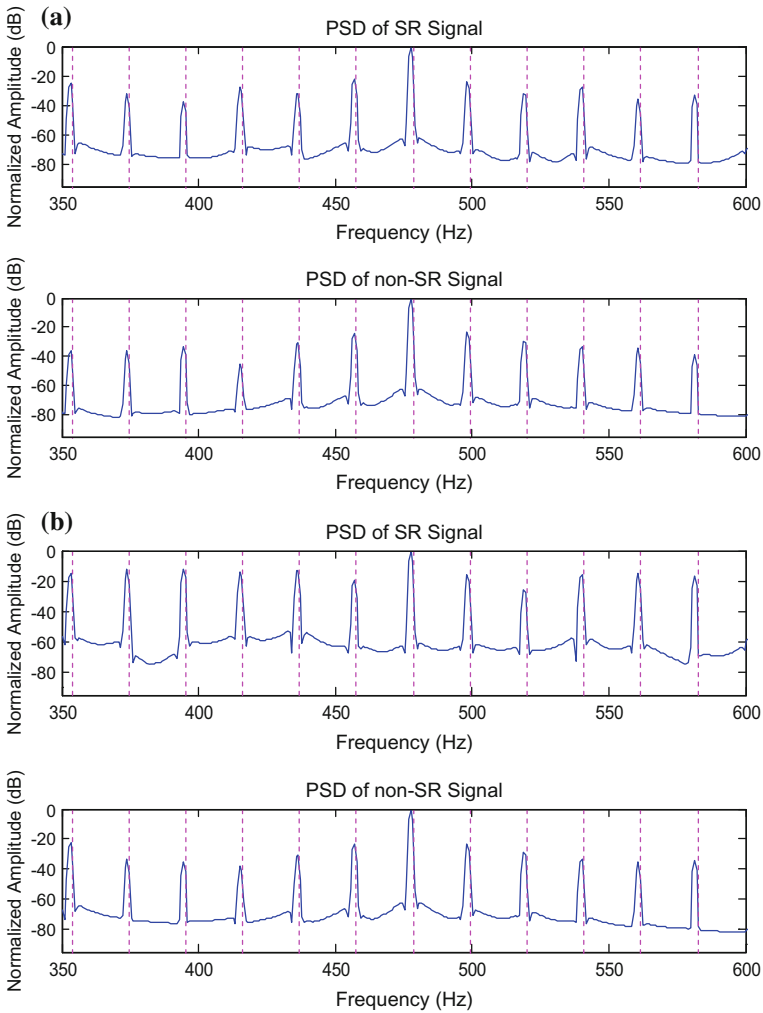 (a)
PSD of SR Signal
Normalized Amplitude (dB)
0
-20
-40
-60
-80
350 400 450 500 550 600
Frequency (Hz)
PSD of non-SR Signal
Normalized Amplitude (dB)
0
-20
-40
-60
-80
350 400 450 500 550 600
Frequency (Hz)
(b)
PSD of SR Signal
Normalized Amplitude (dB)
0
-20
-40
-60
-80
350 400 450 500 550 600
Frequency (Hz)
PSD of non-SR Signal
Normalized Amplitude (dB)
0
-20
-40
-60
-80
350 400 450 500 550 600
Frequency (Hz)